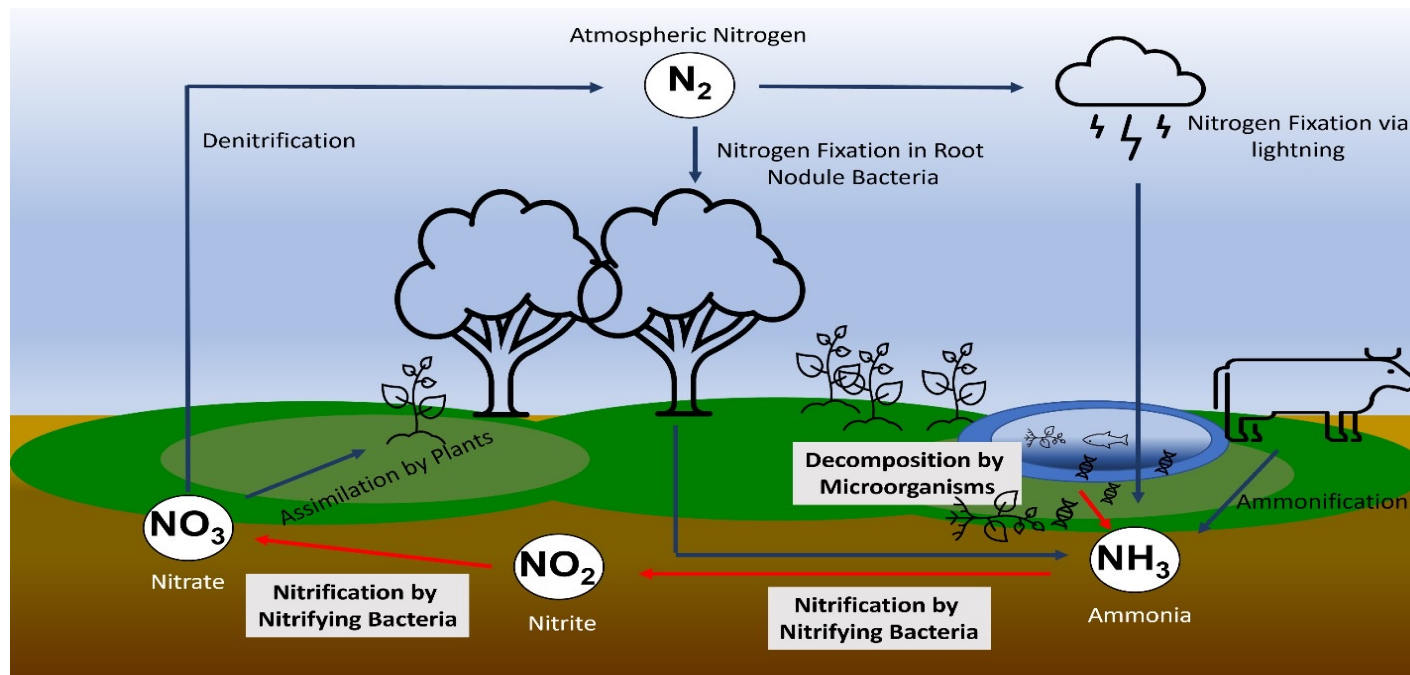 Atmospheric Nitrogen
N₂
Denitrification
Nitrogen Fixation in Root
Nodule Bacteria
Nitrogen Fixation via
lightning
Assimilation by Plants
Decomposition by
Microorganisms
Ammonification
NO₃
Nitrate
Nitrification by
Nitrifying Bacteria
NO₂
Nitrite
Nitrification by
Nitrifying Bacteria
NH₃
Ammonia